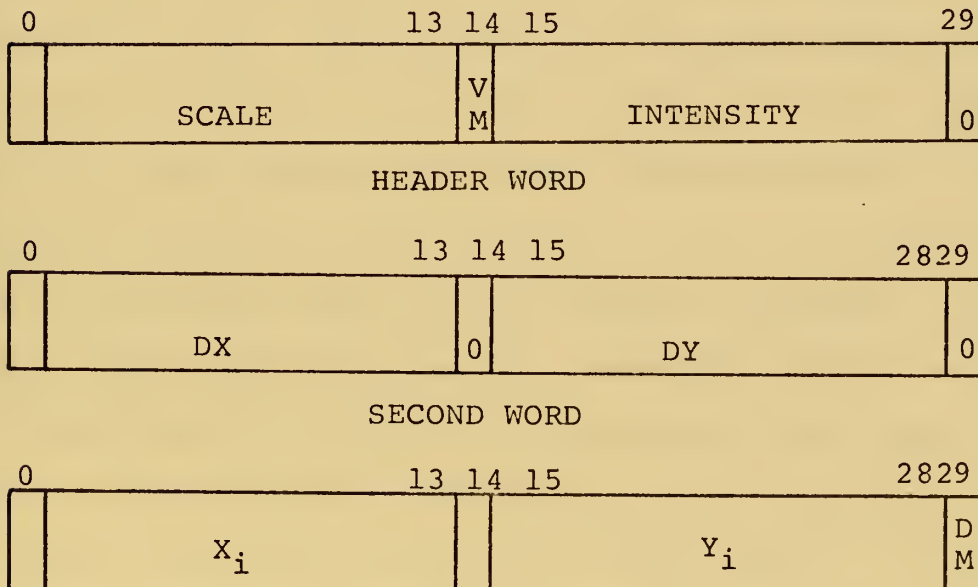 0 13 14 15 29
SCALE V M INTENSITY 0
HEADER WORD
0 13 14 15 2829
DX 0 DY 0
SECOND WORD
0 13 14 15 2829
Xi Yi D M